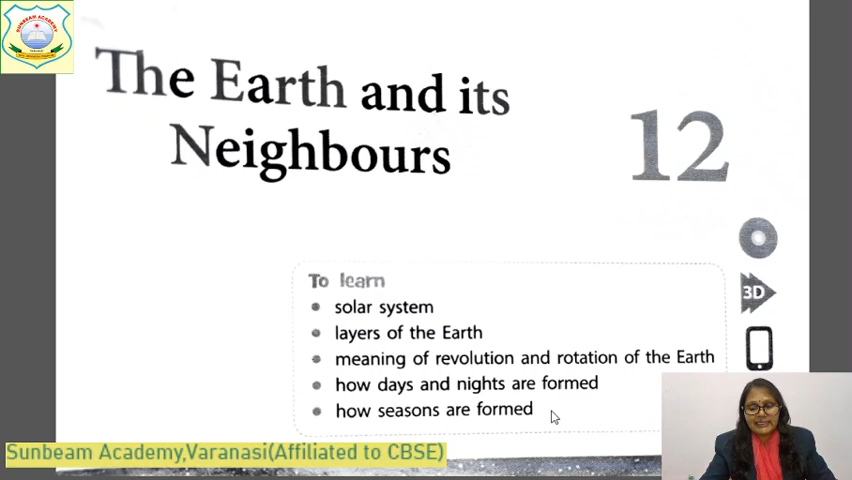 SUNBEAM ACADEMY
The Earth and its
Neighbours
12
To learn
solar system
layers of the Earth
meaning of revolution and rotation of the Earth
how days and nights are formed
how seasons are formed
3D
Sunbeam Academy,Varanasi(Affiliated to CBSE)